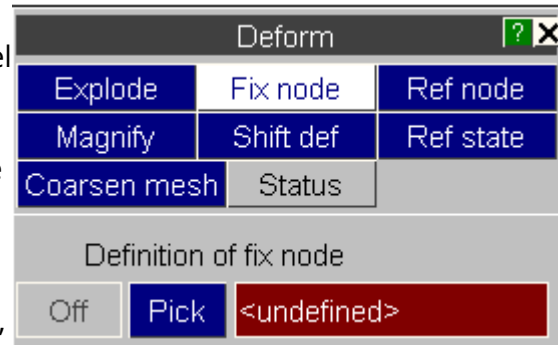 Deform ? X
el
Explode Fix node Ref node
Magnify Shift def Ref state
e
Coarsen mesh Status
Definition of fix node
Off Pick <undefined>
,